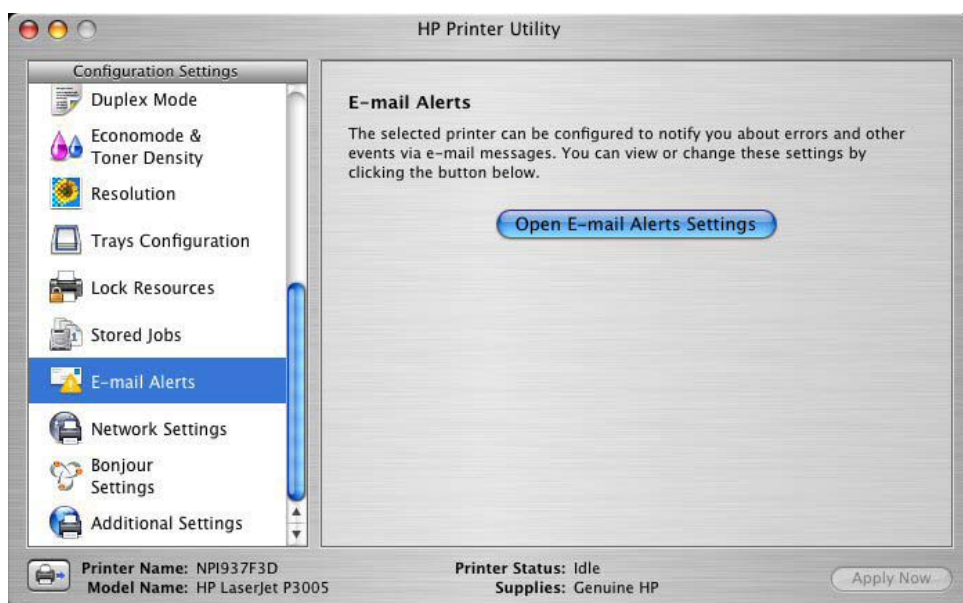 HP Printer Utility
Configuration Settings
Duplex Mode
Economode &
Toner Density
Resolution
Trays Configuration
Lock Resources
Stored Jobs
E-mail Alerts
Network Settings
Bonjour
Settings
Additional Settings
E-mail Alerts
The selected printer can be configured to notify you about errors and other
events via e-mail messages. You can view or change these settings by
clicking the button below.
Open E-mail Alerts Settings
Printer Name: NPI937F3D
Model Name: HP LaserJet P3005
Printer Status: Idle
Supplies: Genuine HP
Apply Now